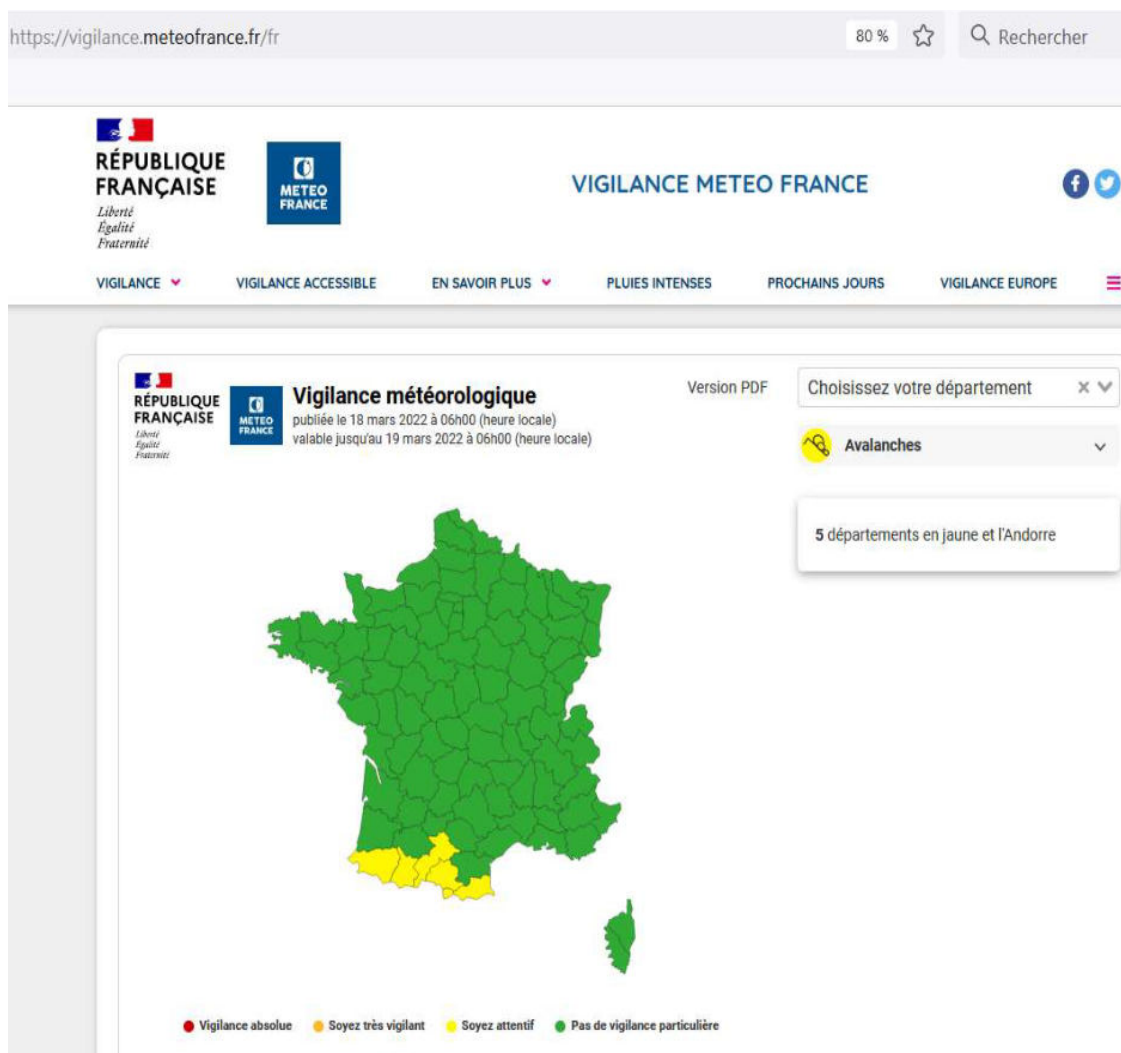 https://vigilance.meteofrance.fr/fr
80 %
Rechercher
RÉPUBLIQUE
FRANÇAISE
Liberté
Égalité
Fraternité
METEO
FRANCE
VIGILANCE METEO FRANCE
VIGILANCE
VIGILANCE ACCESSIBLE
EN SAVOIR PLUS
PLUIES INTENSES
PROCHAINS JOURS
VIGILANCE EUROPE
RÉPUBLIQUE
FRANÇAISE
Liberté
Égalité
Fraternité
METEO
FRANCE
Vigilance météorologique
publiée le 18 mars 2022 à 06h00 (heure locale)
valable jusqu'au 19 mars 2022 à 06h00 (heure locale)
Version PDF
Choisissez votre département
Avalanches
5 départements en jaune et l'Andorre
Vigilance absolue
Soyez très vigilant
Soyez attentif
Pas de vigilance particulière